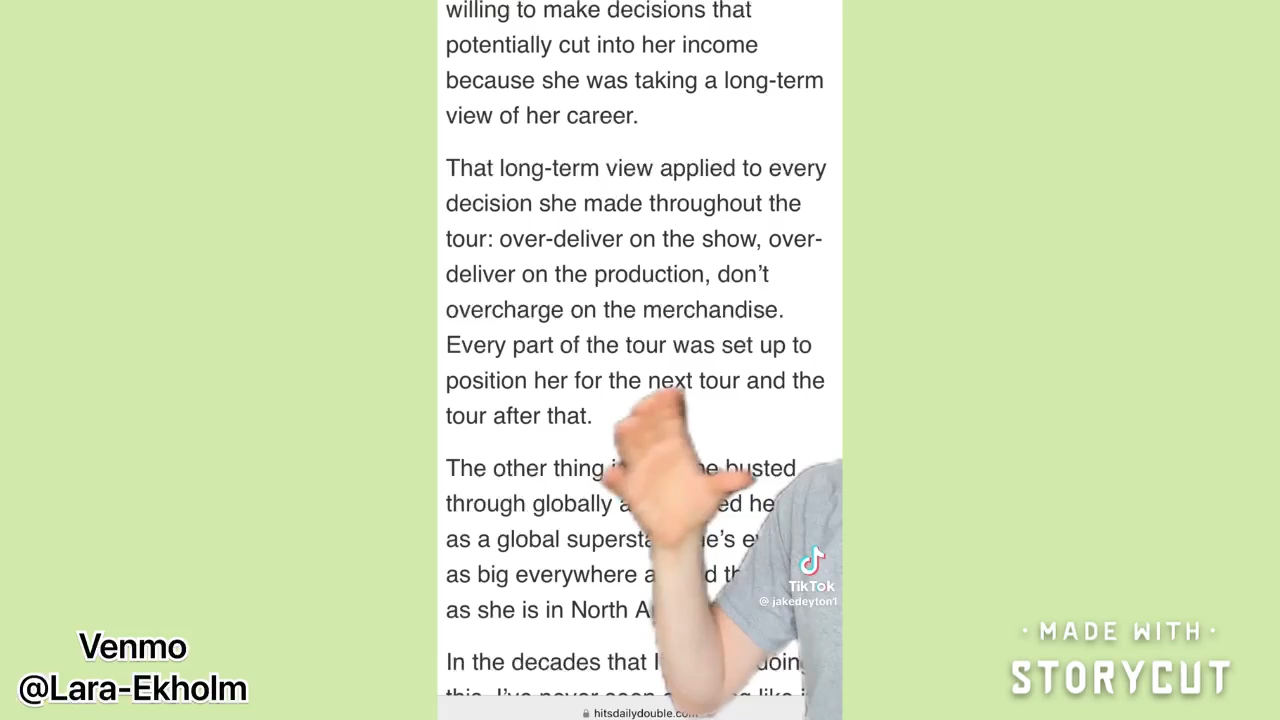 willing to make decisions that
potentially cut into her income
because she was taking a long-term
view of her career.
That long-term view applied to every
decision she made throughout the
tour: over-deliver on the show, over-
deliver on the production, don’t
overcharge on the merchandise.
Every part of the tour was set up to
position her for the next tour and the
tour after that.
The other thing busted
through globally
as a global
as big everywhere
as she is in North
In the decades that
TikTok
@jakedeyton1
hitsdailydouble.com
Venmo
@Lara-Ekholm
· MADE WITH ·
STORYCUT